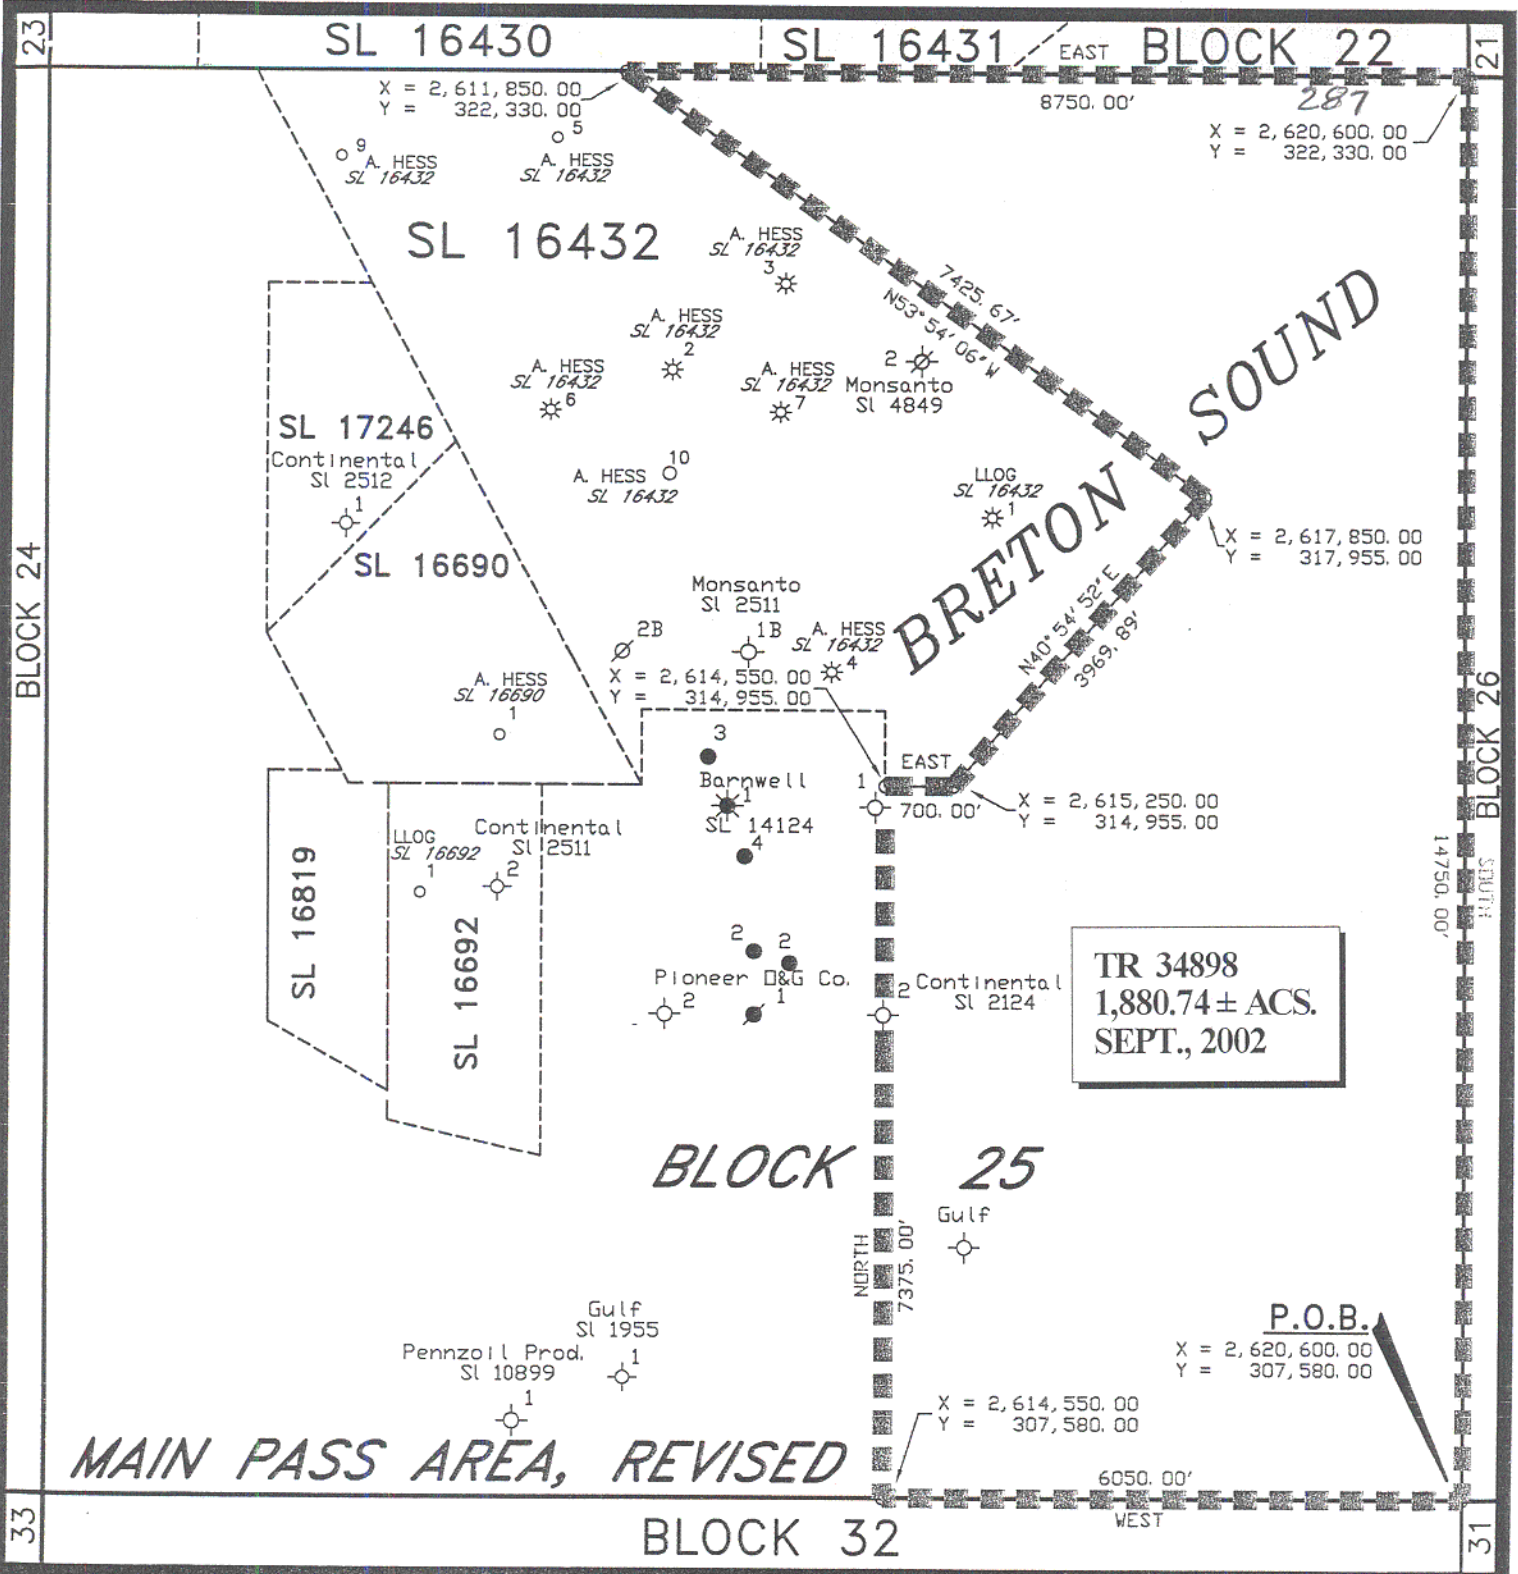 23
SL 16430
SL 16431
EAST
BLOCK 22
21
X = 2,611,850.00
Y = 322,330.00
8750.00'
287
X = 2,620,600.00
Y = 322,330.00
9
A. HESS
SL 16432
5
A. HESS
SL 16432
SL 16432
A. HESS
SL 16432
3
7425.67'
N53°54'06"W
BRETON SOUND
A. HESS
SL 16432
2
A. HESS
SL 16432
6
A. HESS
SL 16432
7
2
Monsanto
Sl 4849
SL 17246
Continental
Sl 2512
1
10
A. HESS
SL 16432
LLOG
SL 16432
1
X = 2,617,850.00
Y = 317,955.00
BLOCK 24
SL 16690
Monsanto
Sl 2511
2B
1B
A. HESS
SL 16432
4
N40°54'52"E
3969.89'
X = 2,614,550.00
Y = 314,955.00
A. HESS
SL 16690
1
BLOCK 26
3
Barnwell
1
SL 14124
4
1
EAST
700.00'
X = 2,615,250.00
Y = 314,955.00
14750.00'
SOUTH
SL 16819
LLOG
SL 16692
1
Continental
Sl 2511
2
SL 16692
2
2
Pioneer O&G Co.
2
1
2
Continental
Sl 2124
TR 34898
1,880.74 ± ACS.
SEPT., 2002
BLOCK 25
Gulf
NORTH
7375.00'
Gulf
Sl 1955
1
Pennzoil Prod.
Sl 10899
1
P.O.B.
X = 2,620,600.00
Y = 307,580.00
X = 2,614,550.00
Y = 307,580.00
MAIN PASS AREA, REVISED
6050.00'
WEST
33
BLOCK 32
31